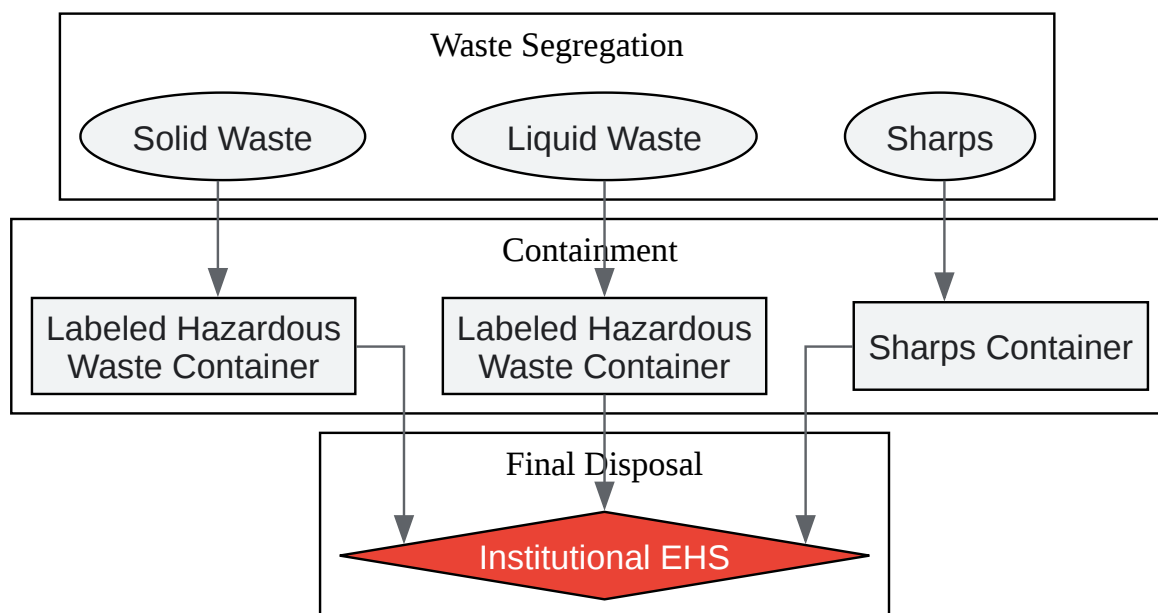 Waste Segregation
Solid Waste
Liquid Waste
Sharps
Containment
Labeled Hazardous
Waste Container
Labeled Hazardous
Waste Container
Sharps Container
Final Disposal
Institutional EHS